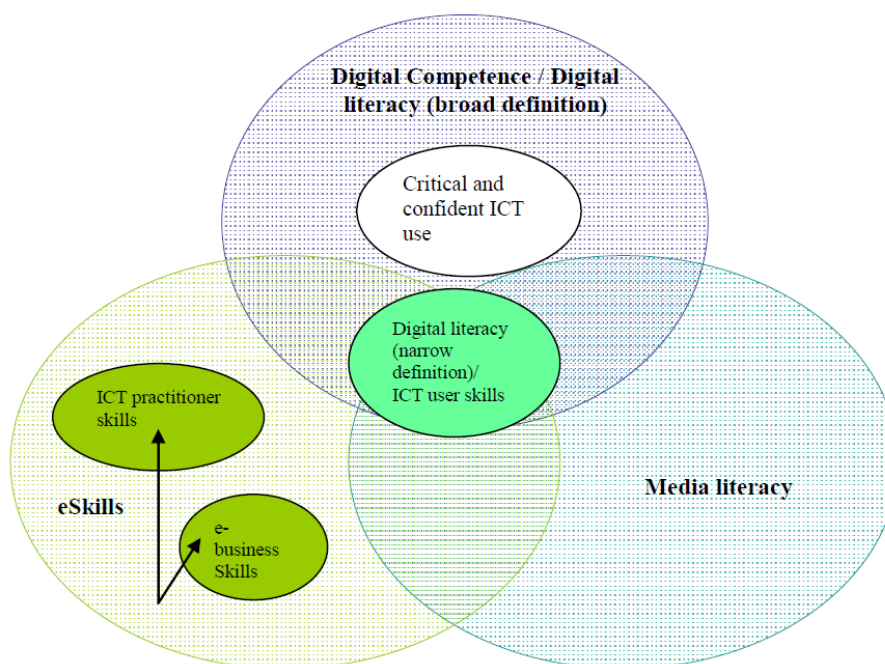 Digital Competence / Digital
literacy (broad definition)
Critical and
confident ICT
use
Digital literacy
(narrow
definition)/
ICT user skills
ICT practitioner
skills
eSkills
Media literacy
e-
business
Skills